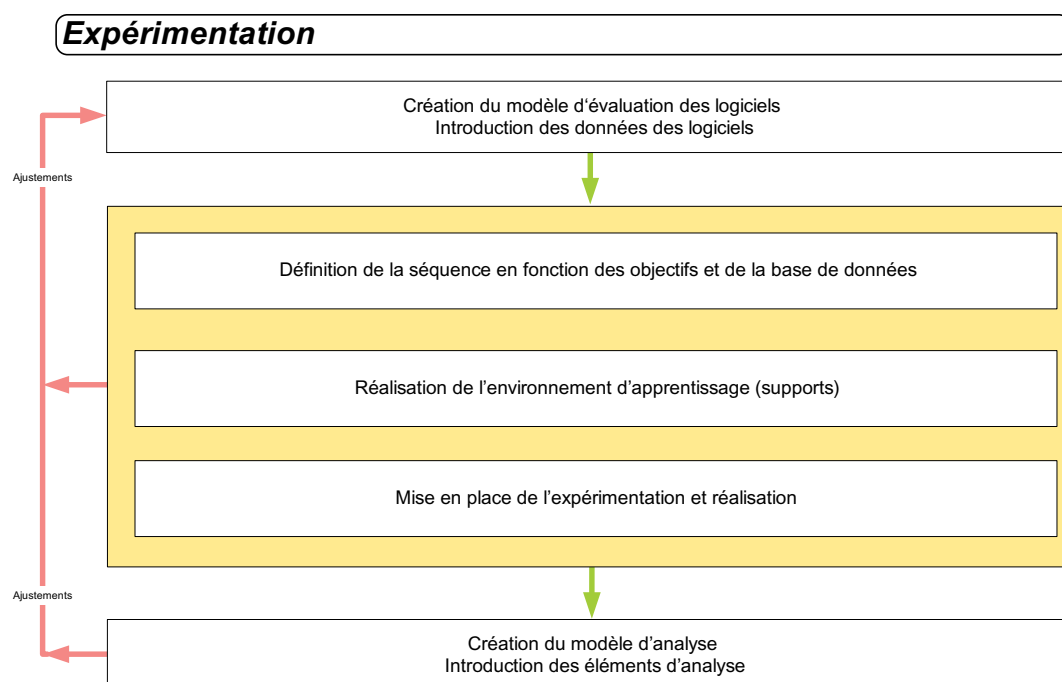 Expérimentation
Création du modèle d‘évaluation des logiciels
Introduction des données des logiciels
Ajustements
Définition de la séquence en fonction des objectifs et de la base de données
Réalisation de l’environnement d’apprentissage (supports)
Mise en place de l’expérimentation et réalisation
Ajustements
Création du modèle d’analyse
Introduction des éléments d’analyse